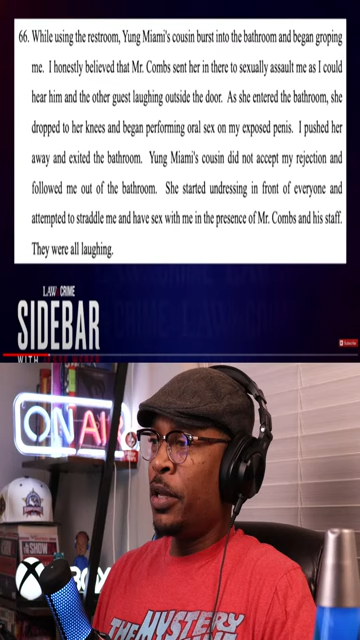 66. While using the restroom, Yung Miami's cousin burst into the bathroom and began groping
me. I honestly believed that Mr. Combs sent her in there to sexually assault me as I could
hear him and the other guest laughing outside the door. As she entered the bathroom, she
dropped to her knees and began performing oral sex on my exposed penis. I pushed her
away and exited the bathroom. Yung Miami's cousin did not accept my rejection and
followed me out of the bathroom. She started undressing in front of everyone and
attempted to straddle me and have sex with me in the presence of Mr. Combs and his staff.
They were all laughing.
LAW & CRIME
SIDEBAR
WITH
Subscribe
ON AIR
SHOW
XBOX
THE MYSTERY